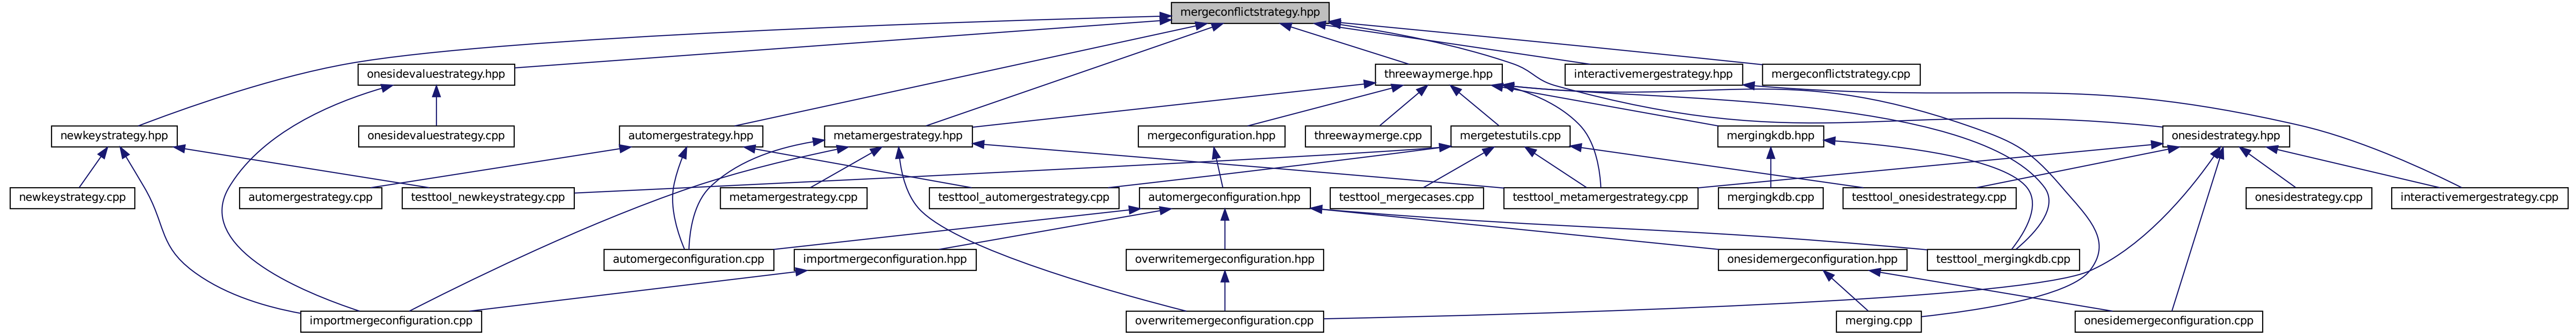 mergeconflictstrategy.hpp
onesidevaluestrategy.hpp
threewaymerge.hpp
interactivemergestrategy.hpp
mergeconflictstrategy.cpp
newkeystrategy.hpp
onesidevaluestrategy.cpp
automergestrategy.hpp
metamergestrategy.hpp
mergeconfiguration.hpp
threewaymerge.cpp
mergetestutils.cpp
mergingkdb.hpp
onesidestrategy.hpp
newkeystrategy.cpp
automergestrategy.cpp
testtool_newkeystrategy.cpp
metamergestrategy.cpp
testtool_automergestrategy.cpp
automergeconfiguration.hpp
testtool_mergecases.cpp
testtool_metamergestrategy.cpp
mergingkdb.cpp
testtool_onesidestrategy.cpp
onesidestrategy.cpp
interactivemergestrategy.cpp
automergeconfiguration.cpp
importmergeconfiguration.hpp
overwritemergeconfiguration.hpp
onesidemergeconfiguration.hpp
testtool_mergingkdb.cpp
importmergeconfiguration.cpp
overwritemergeconfiguration.cpp
merging.cpp
onesidemergeconfiguration.cpp